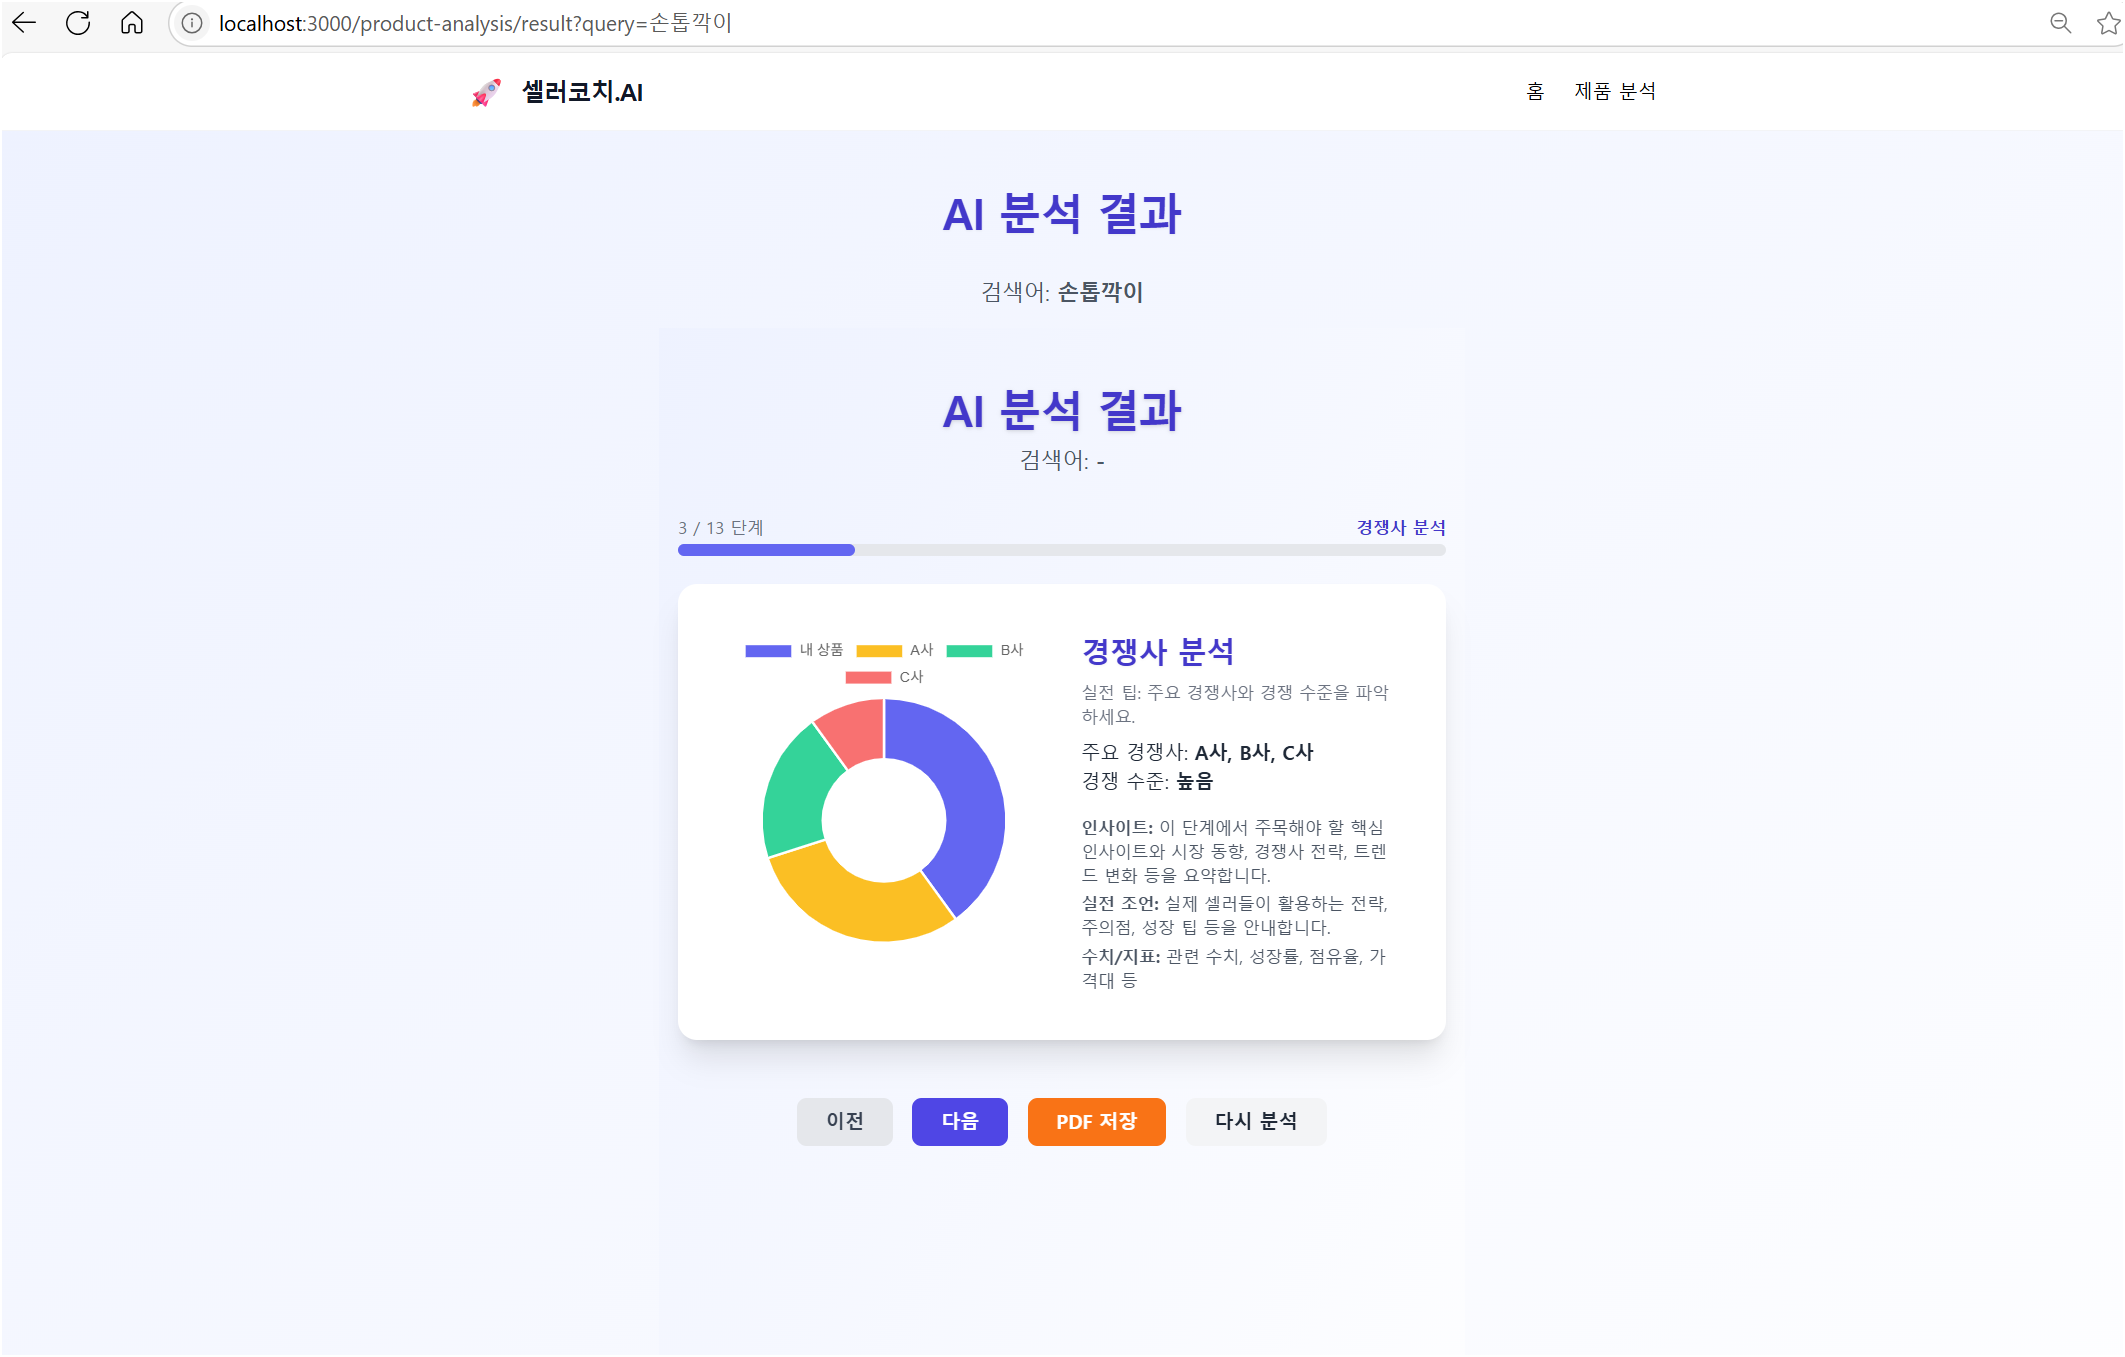 localhost:3000/product-analysis/result?query=손톱깍이
셀러코치.AI
홈 제품 분석
AI 분석 결과
검색어: 손톱깍이
AI 분석 결과
검색어: -
3 / 13 단계
경쟁사 분석
내 상품 A사 B사
C사
경쟁사 분석
실전 팁: 주요 경쟁사와 경쟁 수준을 파악
하세요.
주요 경쟁사: A사, B사, C사
경쟁 수준: 높음
인사이트: 이 단계에서 주목해야 할 핵심
인사이트와 시장 동향, 경쟁사 전략, 트렌
드 변화 등을 요약합니다.
실전 조언: 실제 셀러들이 활용하는 전략,
주의점, 성장 팁 등을 안내합니다.
수치/지표: 관련 수치, 성장률, 점유율, 가
격대 등
이전 다음 PDF 저장 다시 분석